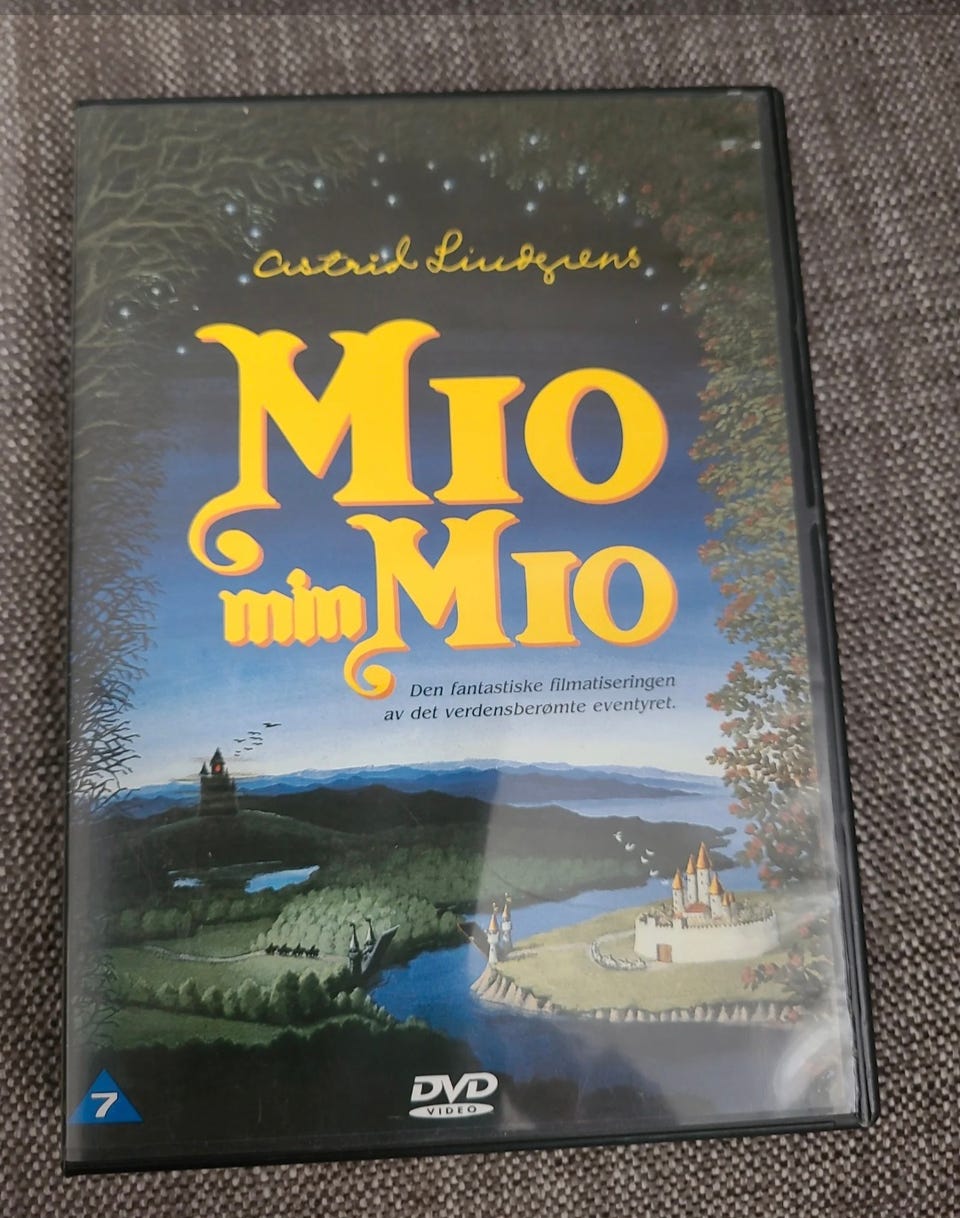 Astrid Lindgrens
MIO
min MIO
Den fantastiske filmatiseringen
av det verdensberømte eventyret.
7
DVD
VIDEO